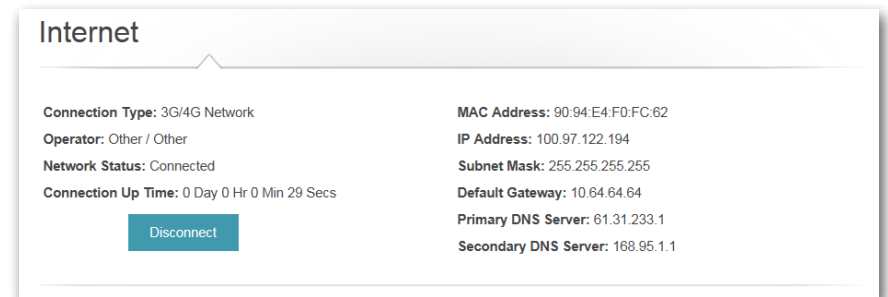 Internet
Connection Type: 3G/4G Network
Operator: Other / Other
Network Status: Connected
Connection Up Time: 0 Day 0 Hr 0 Min 29 Secs
Disconnect
MAC Address: 90:94:E4:F0:FC:62
IP Address: 100.97.122.194
Subnet Mask: 255.255.255.255
Default Gateway: 10.64.64.64
Primary DNS Server: 61.31.233.1
Secondary DNS Server: 168.95.1.1